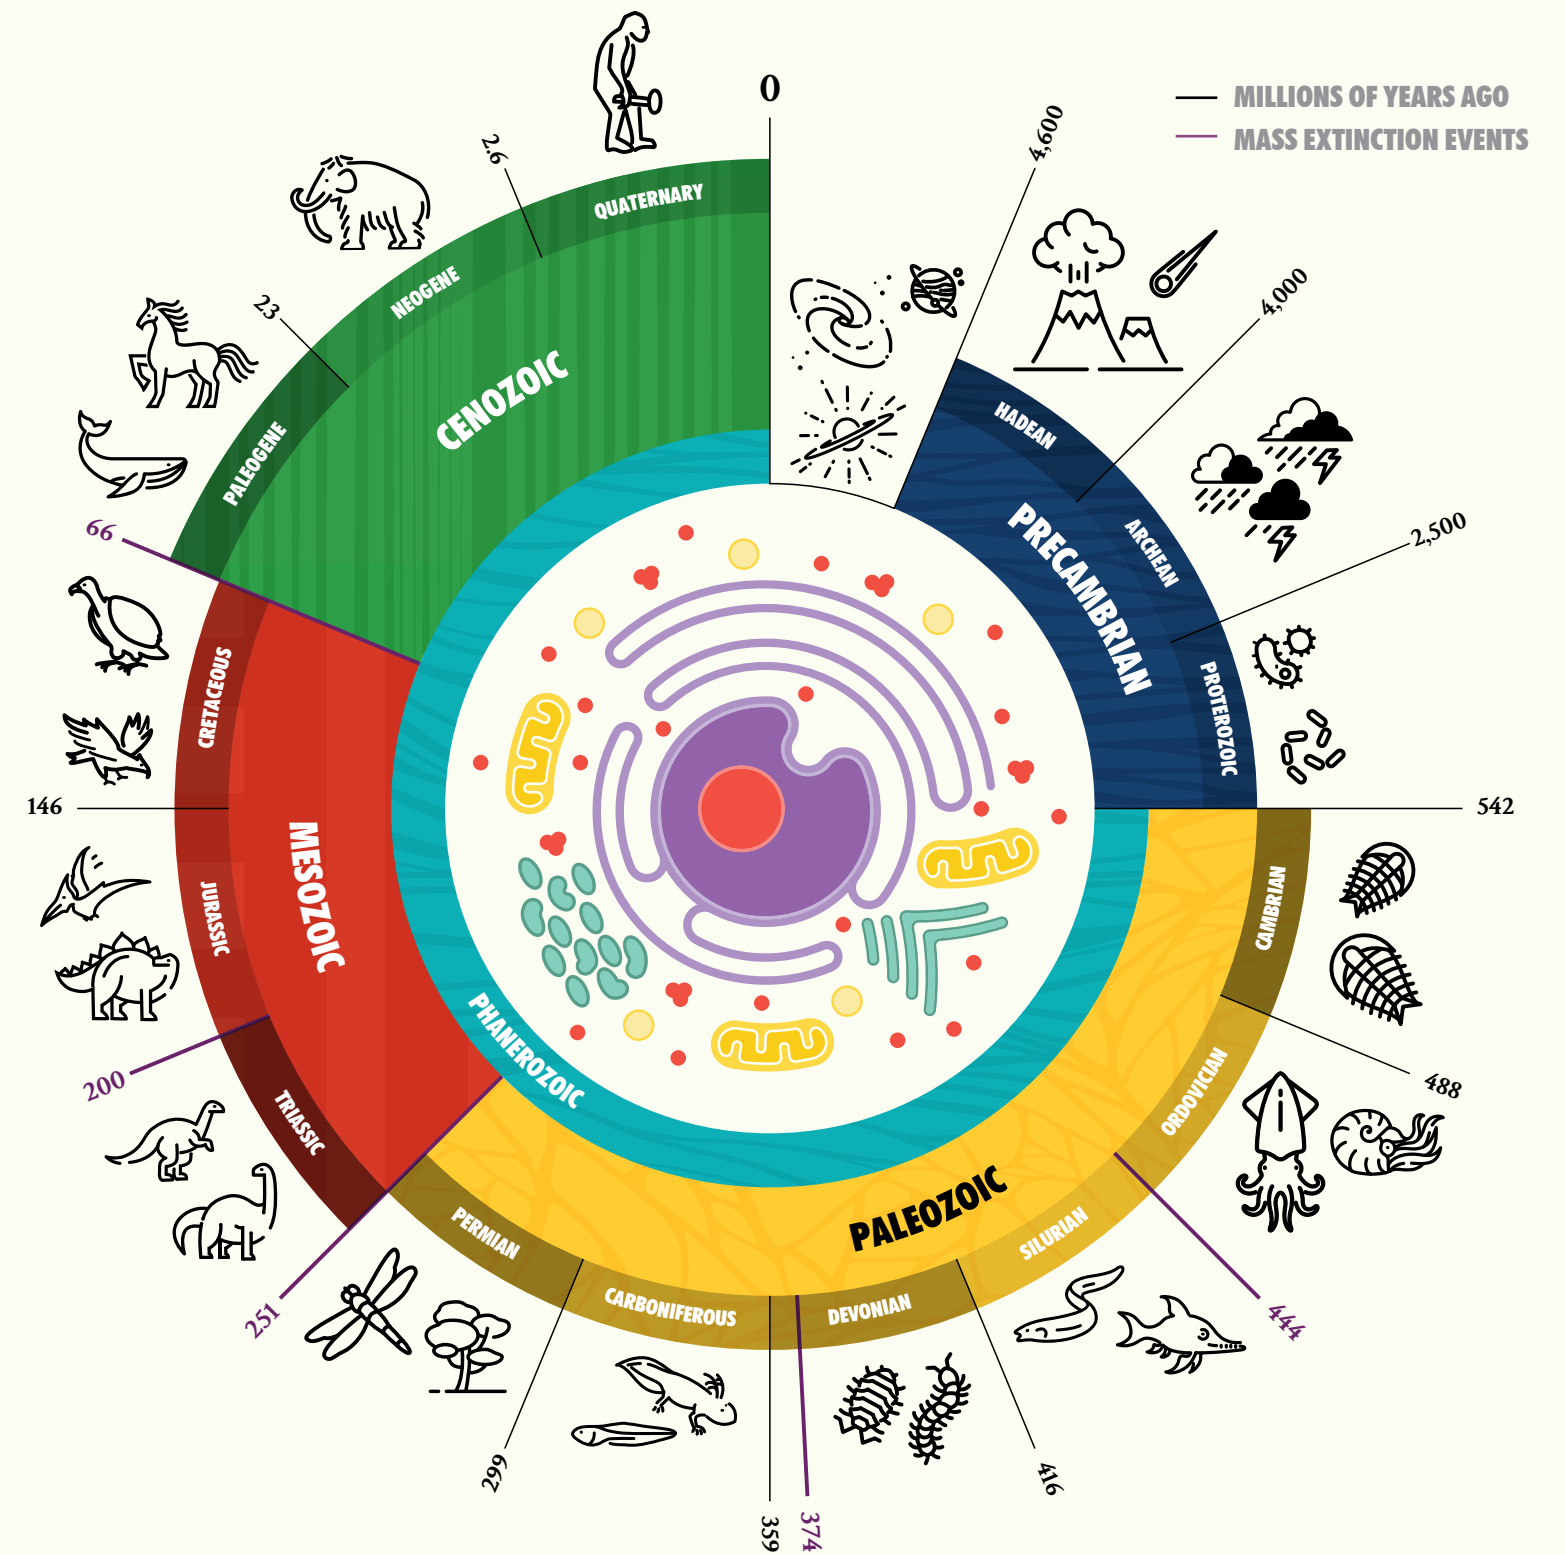 0
MILLIONS OF YEARS AGO
MASS EXTINCTION EVENTS
4,600
HADEAN
4,000
PRECAMBRIAN
ARCHEAN
2,500
PROTEROZOIC
542
CAMBRIAN
488
ORDOVICIAN
444
SILURIAN
PALEOZOIC
416
DEVONIAN
374
359
CARBONIFEROUS
299
PERMIAN
251
PHANEROZOIC
TRIASSIC
200
JURASSIC
MESOZOIC
146
CRETACEOUS
66
PALEOGENE
23
CENOZOIC
NEOGENE
2.6
QUATERNARY